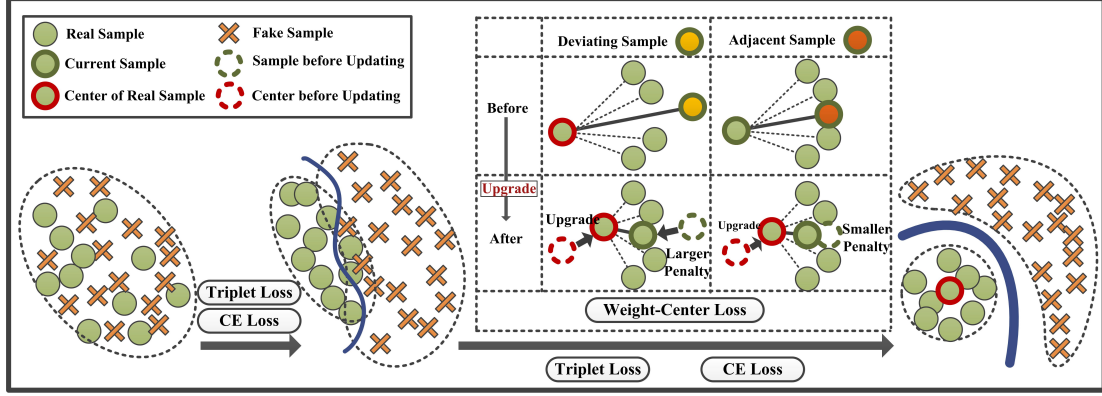 Real Sample
Fake Sample
Current Sample
Sample before Updating
Center of Real Sample
Center before Updating
Deviating Sample
Adjacent Sample
Before
Upgrade
After
Upgrade
Larger
Penalty
Upgrade
Smaller
Penalty
Triplet Loss
CE Loss
Weight-Center Loss
Triplet Loss
CE Loss